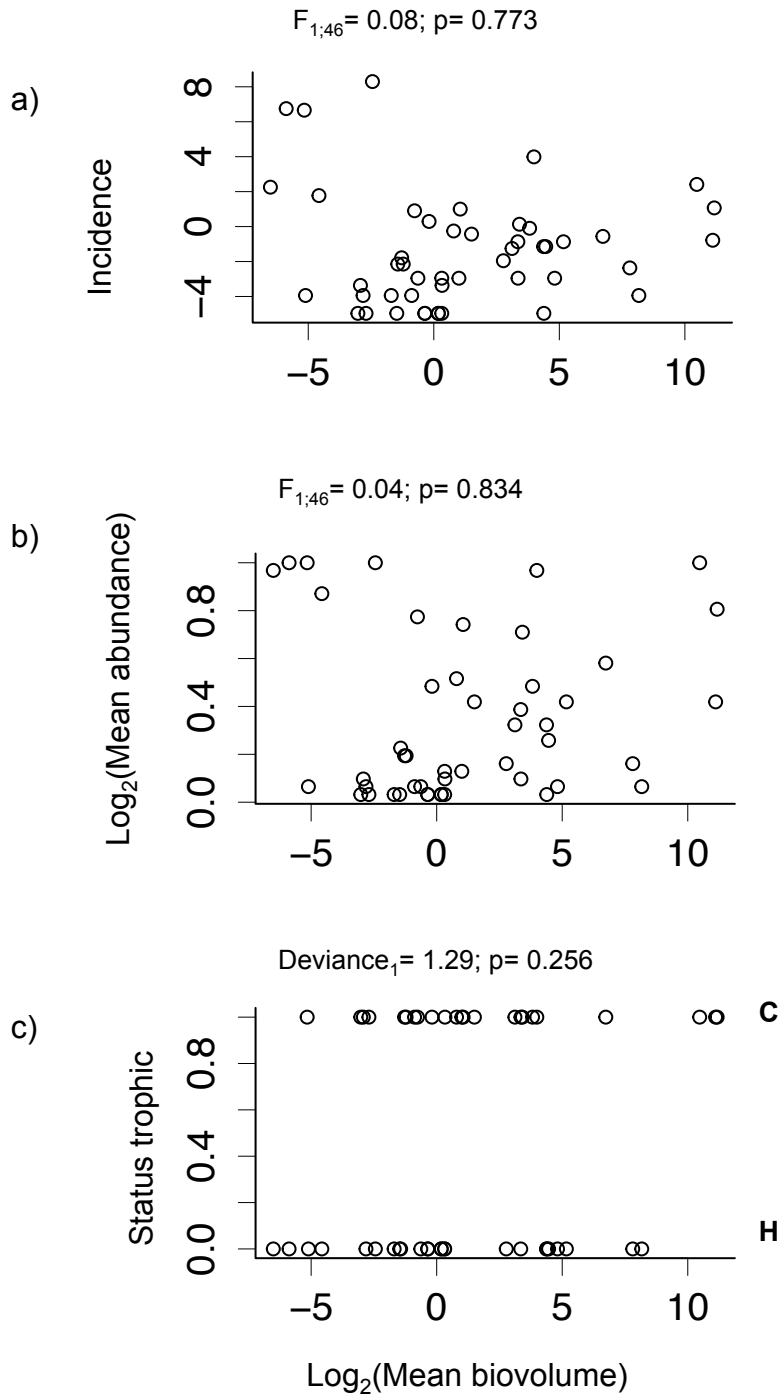 F1;46= 0.08; p= 0.773
a)
Incidence
8
4
0
−4
−5 0 5 10
F1;46= 0.04; p= 0.834
b)
Log2(Mean abundance)
0.8
0.4
0.0
−5 0 5 10
Deviance1= 1.29; p= 0.256
c)
Status trophic
0.8
0.4
0.0
C
H
−5 0 5 10
Log2(Mean biovolume)